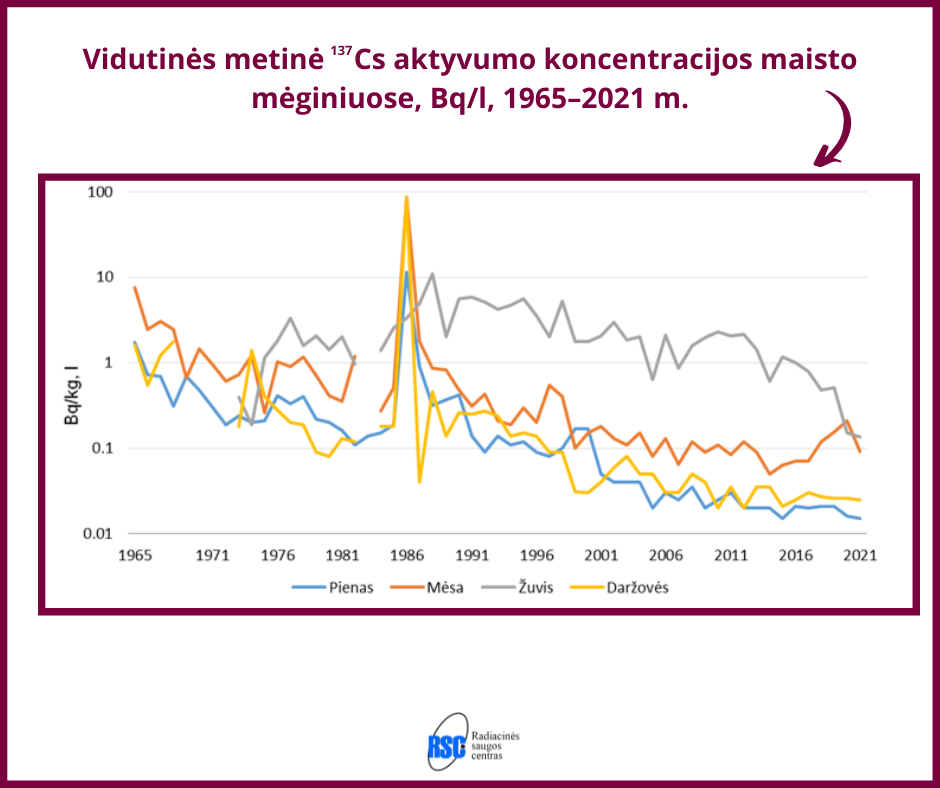 Vidutinės metinė ¹³⁷Cs aktyvumo koncentracijos maisto
mėginiuose, Bq/l, 1965–2021 m.
100
10
1
0.1
0.01
Bq/kg, l
1965 1971 1976 1981 1986 1991 1996 2001 2006 2011 2016 2021
Pienas Mėsa Žuvis Daržovės
RSC
Radiacinės
saugos
centras